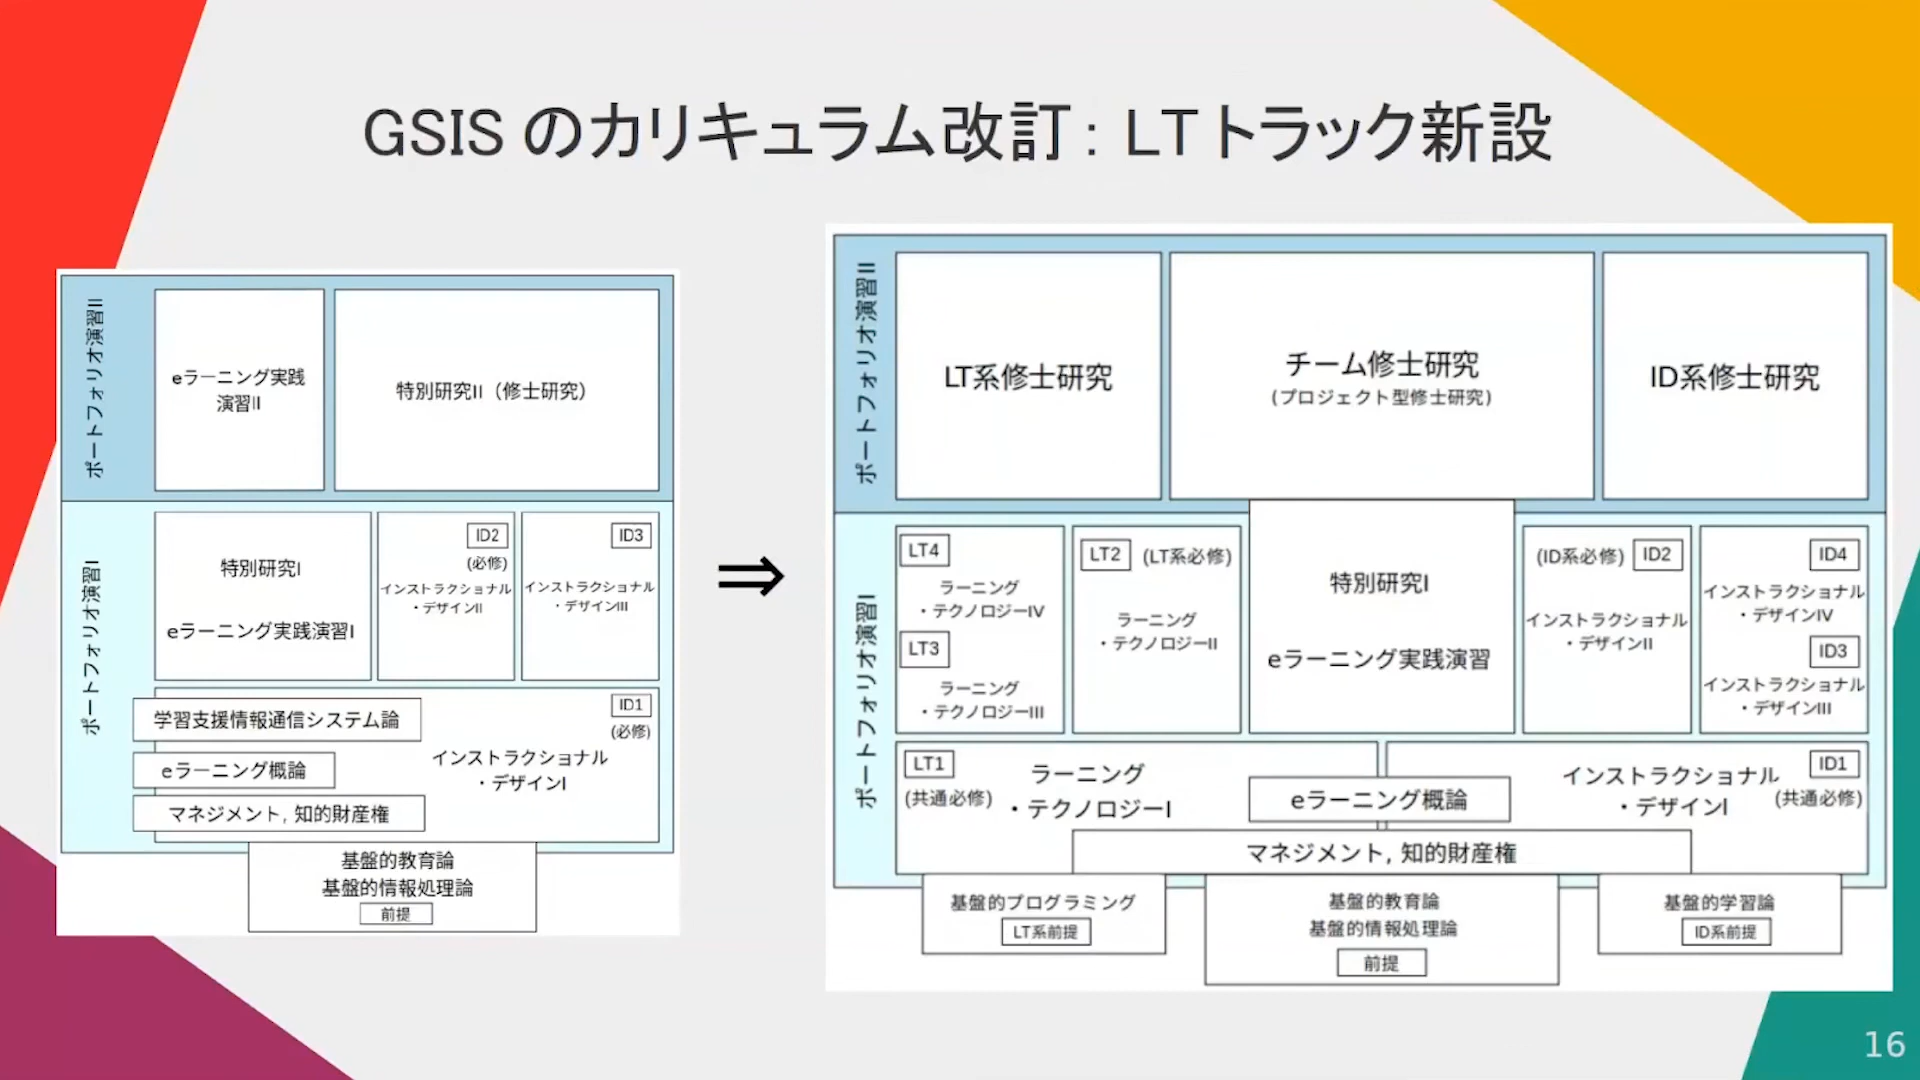 GSIS のカリキュラム改訂 : LTトラック新設
ポートフォリオ演習II
eラーニング実践
演習II
特別研究II（修士研究）
ポートフォリオ演習I
特別研究I
eラーニング実践演習I
ID2
(必修)
インストラクショナル
・デザインII
ID3
インストラクショナル
・デザインIII
学習支援情報通信システム論
eラーニング概論
マネジメント, 知的財産権
ID1
(必修)
インストラクショナル
・デザインI
基盤的教育論
基盤的情報処理論
前提
⇒
ポートフォリオ演習II
LT系修士研究
チーム修士研究
(プロジェクト型修士研究)
ID系修士研究
ポートフォリオ演習I
LT4
ラーニング
・テクノロジーIV
LT3
ラーニング
・テクノロジーIII
LT2 (LT系必修)
ラーニング
・テクノロジーII
特別研究I
eラーニング実践演習
(ID系必修) ID2
インストラクショナル
・デザインII
ID4
インストラクショナル
・デザインIV
ID3
インストラクショナル
・デザインIII
LT1
(共通必修)
ラーニング
・テクノロジーI
eラーニング概論
インストラクショナル
・デザインI
ID1
(共通必修)
マネジメント, 知的財産権
基盤的プログラミング
LT系前提
基盤的教育論
基盤的情報処理論
前提
基盤的学習論
ID系前提
16